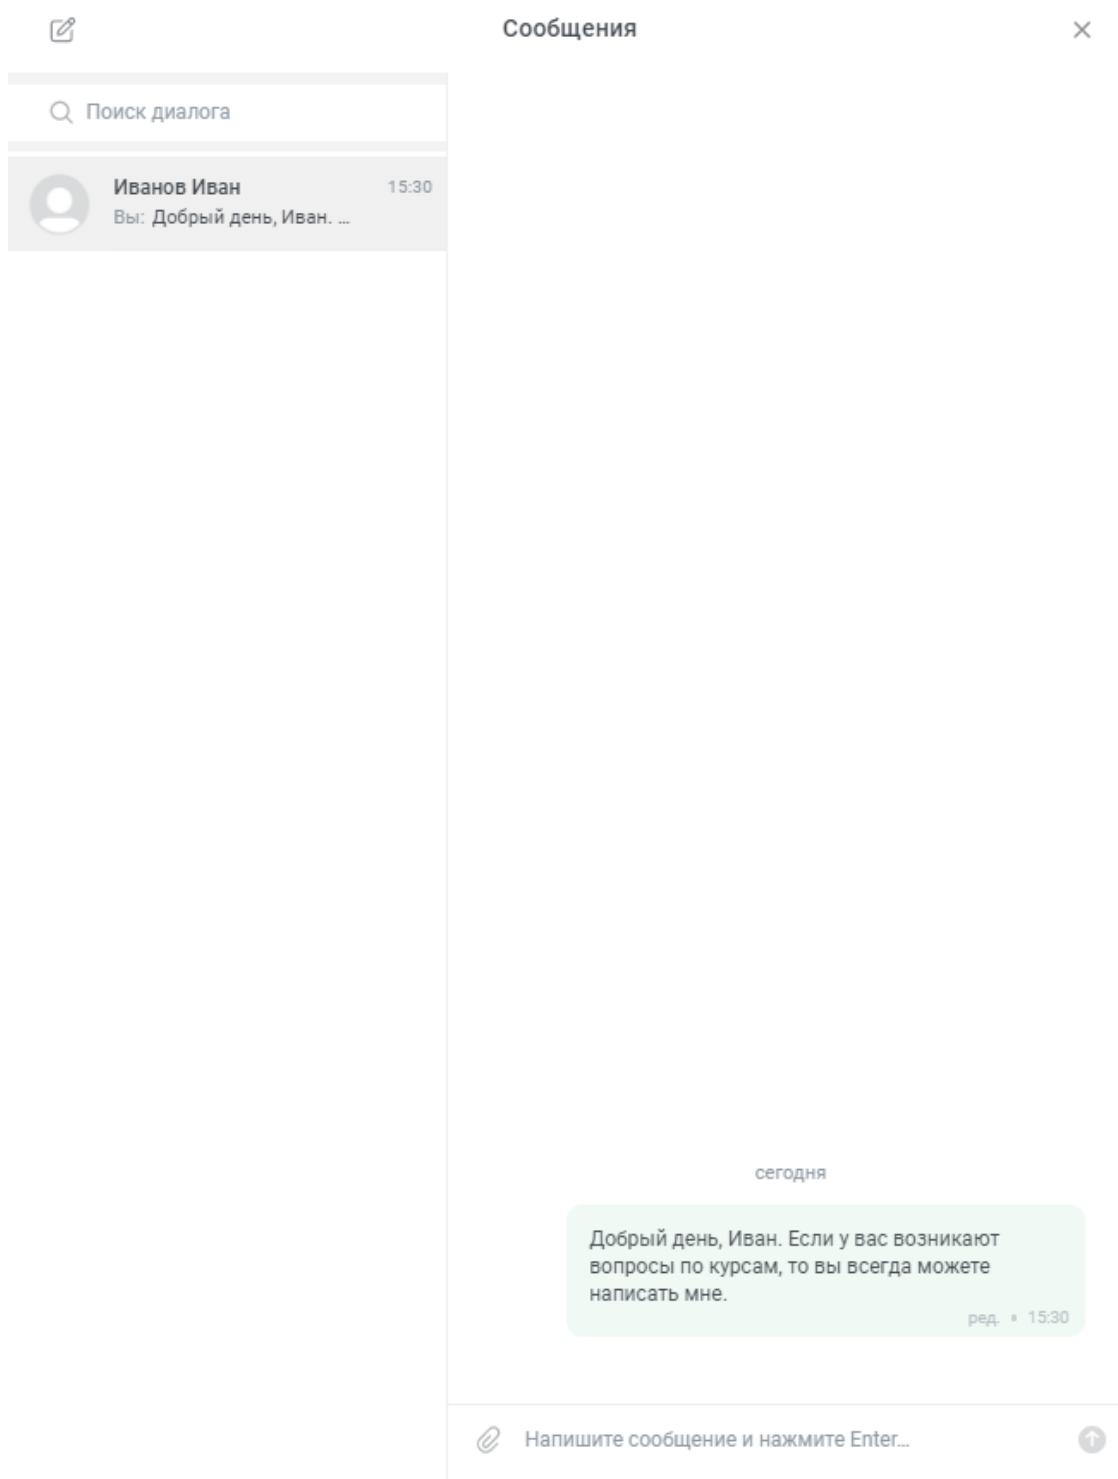 Сообщения
Поиск диалога
Иванов Иван 15:30
Вы: Добрый день, Иван. ...
сегодня
Добрый день, Иван. Если у вас возникают
вопросы по курсам, то вы всегда можете
написать мне.
ред. • 15:30
Напишите сообщение и нажмите Enter...